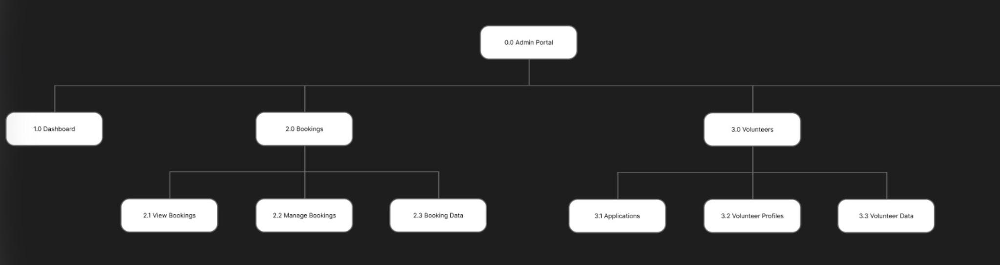 0.0 Admin Portal
1.0 Dashboard
2.0 Bookings
3.0 Volunteers
2.1 View Bookings
2.2 Manage Bookings
2.3 Booking Data
3.1 Applications
3.2 Volunteer Profiles
3.3 Volunteer Data